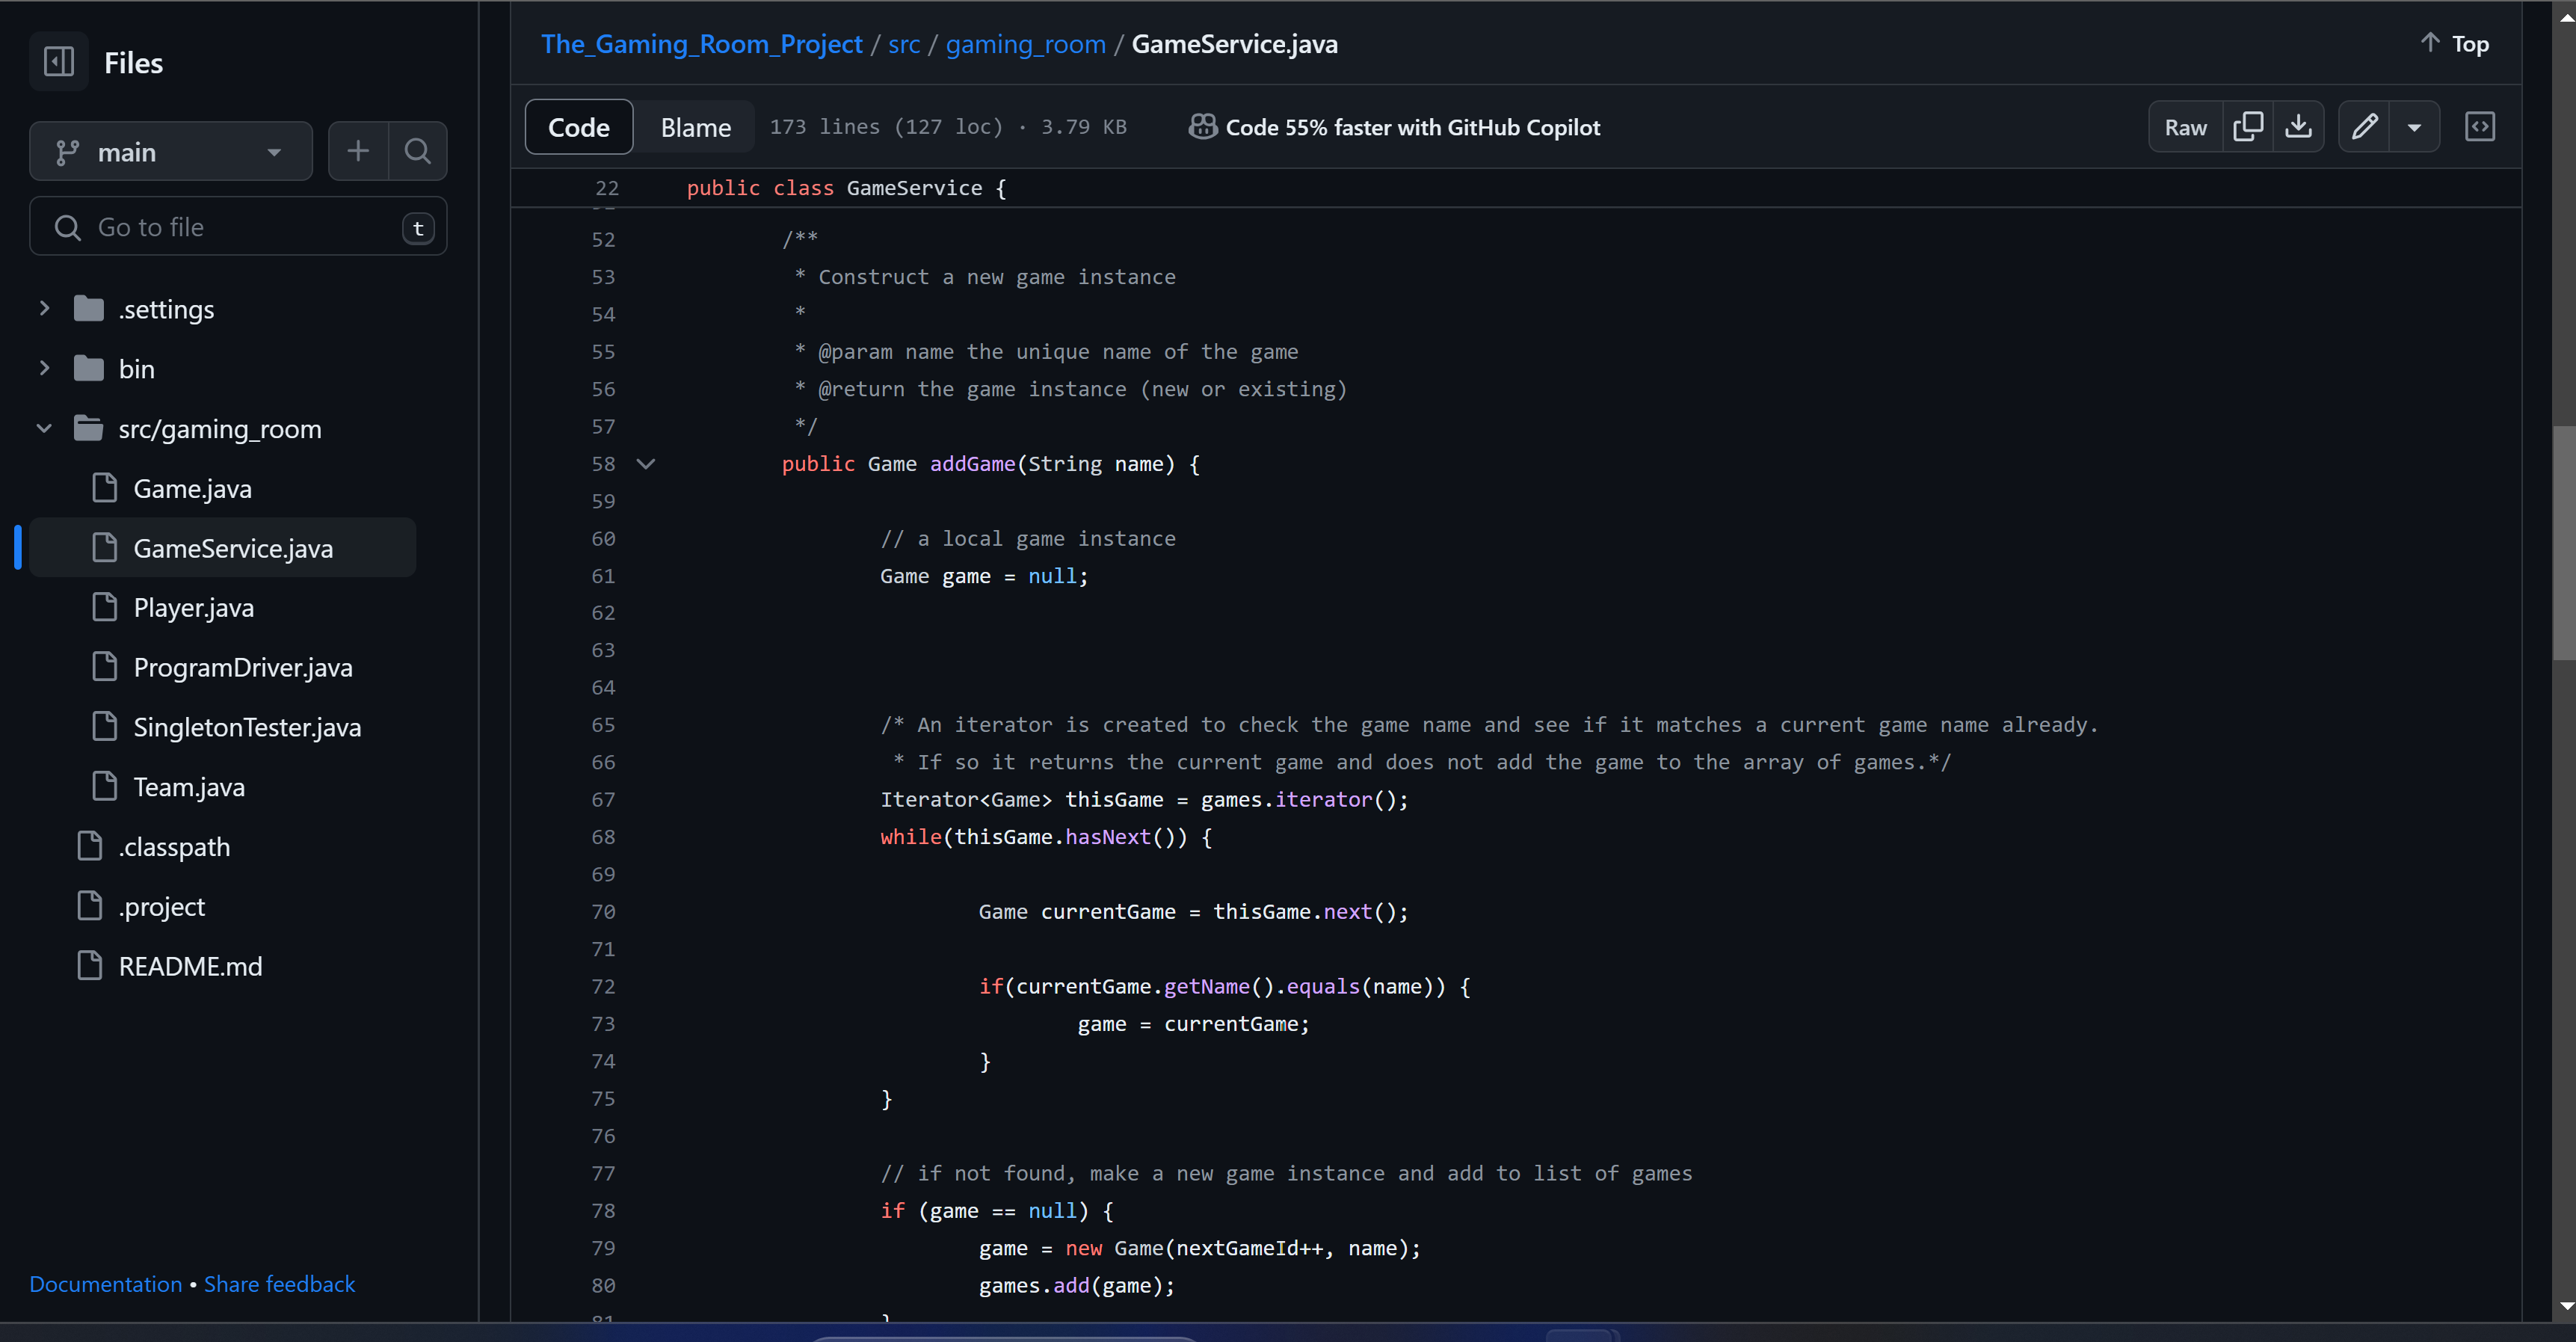 Files
main
Go to file
t
.settings
bin
src/gaming_room
Game.java
GameService.java
Player.java
ProgramDriver.java
SingletonTester.java
Team.java
.classpath
.project
README.md
Documentation • Share feedback
The_Gaming_Room_Project / src / gaming_room / GameService.java
Top
Code Blame 173 lines (127 loc) · 3.79 KB Code 55% faster with GitHub Copilot Raw
22 public class GameService {
52 /**
53 * Construct a new game instance
54 *
55 * @param name the unique name of the game
56 * @return the game instance (new or existing)
57 */
58 public Game addGame(String name) {
59
60 // a local game instance
61 Game game = null;
62
63
64
65 /* An iterator is created to check the game name and see if it matches a current game name already.
66 * If so it returns the current game and does not add the game to the array of games.*/
67 Iterator<Game> thisGame = games.iterator();
68 while(thisGame.hasNext()) {
69
70 Game currentGame = thisGame.next();
71
72 if(currentGame.getName().equals(name)) {
73 game = currentGame;
74 }
75 }
76
77 // if not found, make a new game instance and add to list of games
78 if (game == null) {
79 game = new Game(nextGameId++, name);
80 games.add(game);
81 }